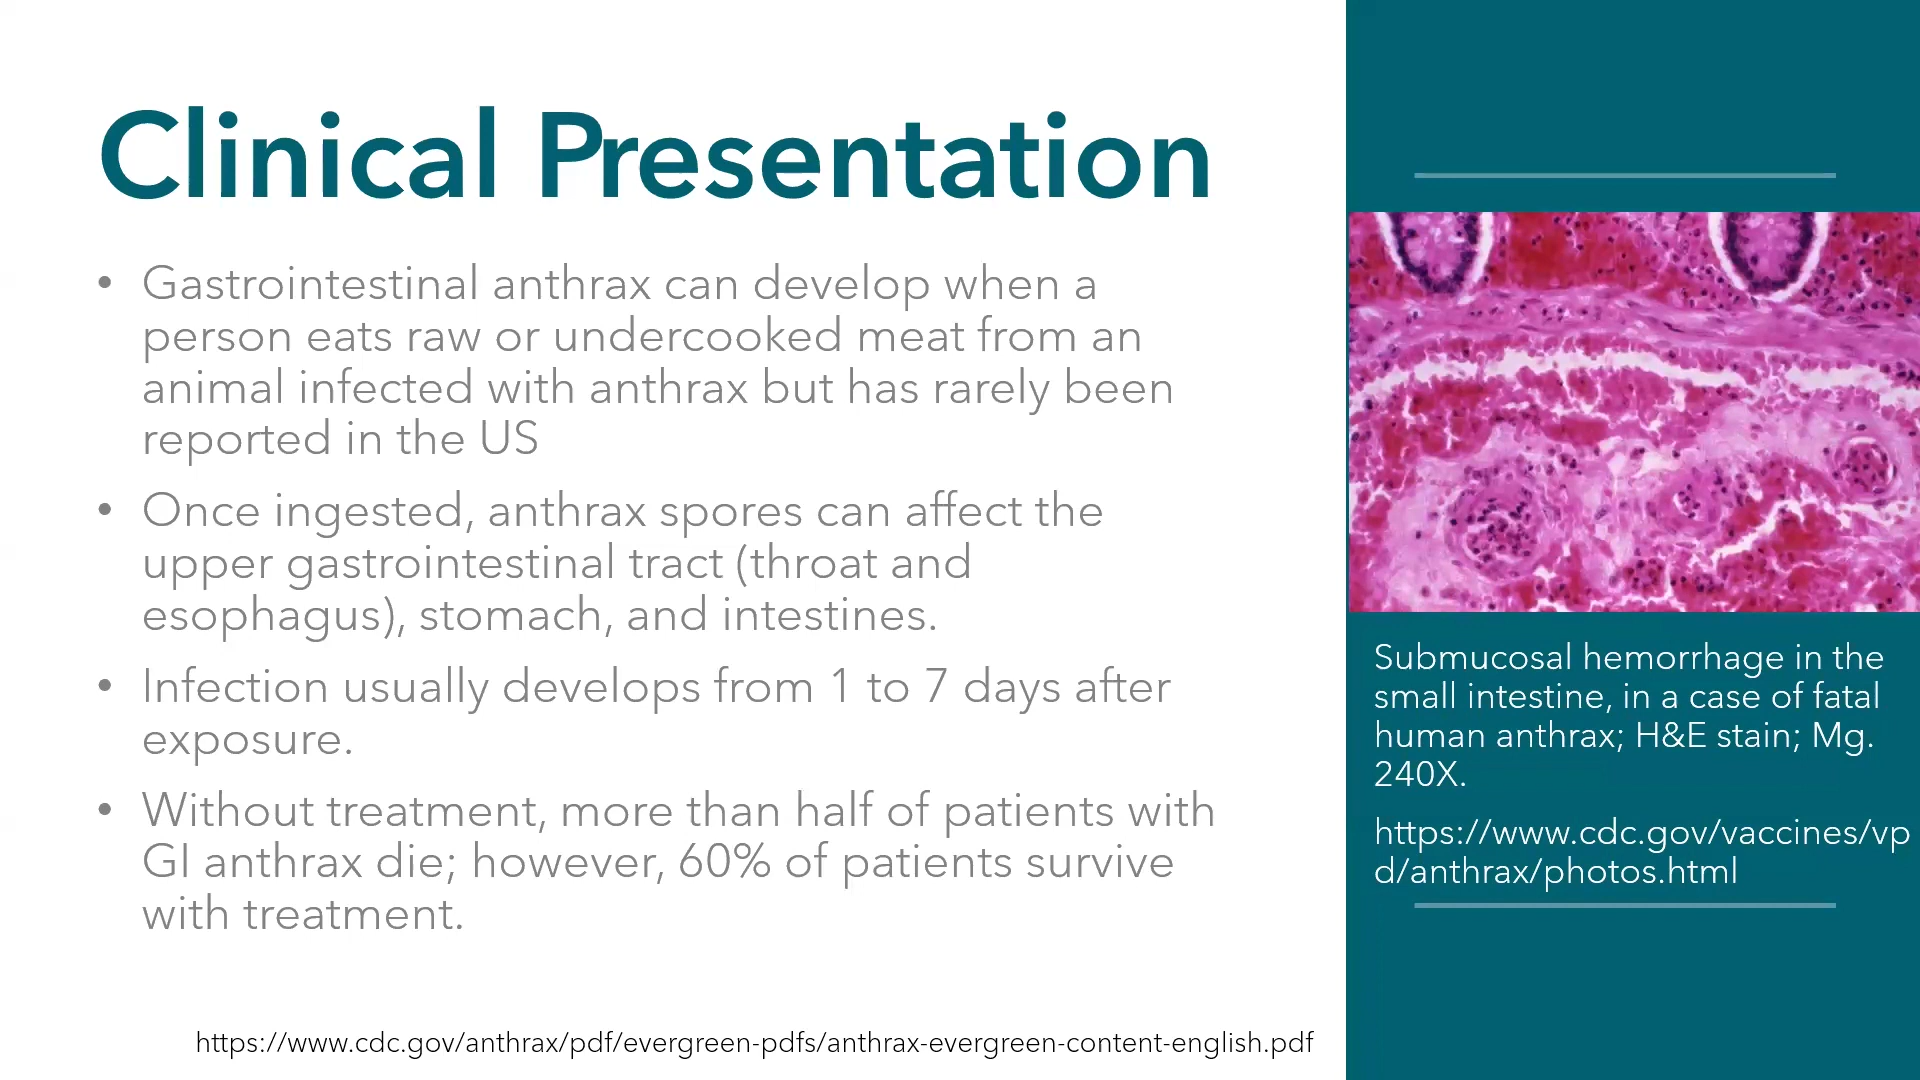 Clinical Presentation
• Gastrointestinal anthrax can develop when a
person eats raw or undercooked meat from an
animal infected with anthrax but has rarely been
reported in the US
• Once ingested, anthrax spores can affect the
upper gastrointestinal tract (throat and
esophagus), stomach, and intestines.
• Infection usually develops from 1 to 7 days after
exposure.
• Without treatment, more than half of patients with
GI anthrax die; however, 60% of patients survive
with treatment.
https://www.cdc.gov/anthrax/pdf/evergreen-pdfs/anthrax-evergreen-content-english.pdf
Submucosal hemorrhage in the
small intestine, in a case of fatal
human anthrax; H&E stain; Mg.
240X.
https://www.cdc.gov/vaccines/vp
d/anthrax/photos.html